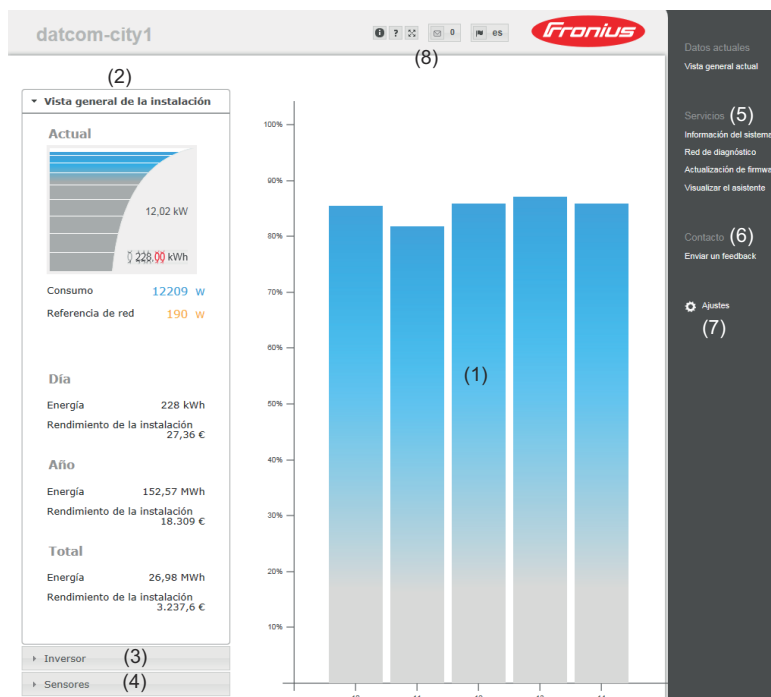 datcom-city1
i ? 0 es
Fronius
(8)
(2)
Vista general de la instalación
Actual
12,02 kW
0 228,00 kWh
Consumo 12209 w
Referencia de red 190 w
Día
Energía 228 kWh
Rendimiento de la instalación
27,36 €
Año
Energía 152,57 MWh
Rendimiento de la instalación
18.309 €
Total
Energía 26,98 MWh
Rendimiento de la instalación
3.237,6 €
Inversor (3)
Sensores (4)
100%
90%
80%
70%
60%
50%
40%
30%
20%
10%
(1)
Datos actuales
Vista general actual
Servicios (5)
Información del sistema
Red de diagnóstico
Actualización de firmwa
Visualizar el asistente
Contacto (6)
Enviar un feedback
Ajustes
(7)